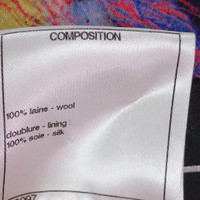 COMPOSITION
100% laine - wool
doublure - lining :
100% soie - silk